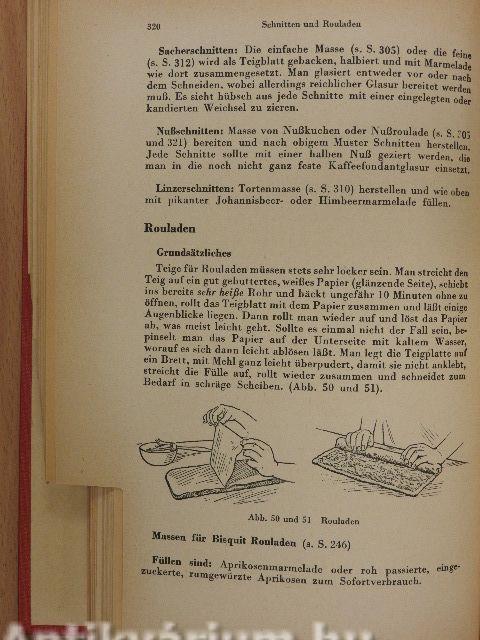 320
Schnitten und Rouladen
Sacherschnitten: Die einfache Masse (s. S. 305) oder die feine
(s. S. 312) wird als Teigblatt gebacken, halbiert und mit Marmelade
wie dort zusammengesetzt. Man glasiert entweder vor oder nach
dem Schneiden, wobei allerdings reichlicher Glasur bereitet werden
muß. Es sieht hübsch aus jede Schnitte mit einer eingelegten oder
kandierten Weichsel zu zieren.
Nußschnitten: Masse von Nußkuchen oder Nußroulade (s. S. 305
und 321) bereiten und nach obigem Muster Schnitten herstellen.
Jede Schnitte sollte mit einer halben Nuß geziert werden, die
man in die noch nicht ganz feste Kaffeefondantglasur einsetzt.
Linzerschnitten: Tortenmasse (s. S. 310) herstellen und wie oben
mit pikanter Johannisbeer- oder Himbeermarmelade füllen.
Rouladen
Grundsätzliches
Teige für Rouladen müssen stets sehr locker sein. Man streicht den
Teig auf ein gut gebuttertes, weißes Papier (glänzende Seite), schiebt
ins bereits sehr heiße Rohr und bäckt ungefähr 10 Minuten ohne zu
öffnen, rollt das Teigblatt mit dem Papier zusammen und läßt einige
Augenblicke liegen. Dann rollt man wieder auf und löst das Papier
ab, was meist leicht geht. Sollte es einmal nicht der Fall sein, be-
pinselt man das Papier auf der Unterseite mit kaltem Wasser,
worauf es sich dann leicht ablösen läßt. Man legt die Teigplatte auf
ein Brett, mit Mehl ganz leicht überpudert, damit sie nicht anklebt,
streicht die Fülle auf, rollt wieder zusammen und schneidet zum
Bedarf in schräge Scheiben. (Abb. 50 und 51).
Abb. 50 und 51 Rouladen
Massen für Bisquit Rouladen (s. S. 246)
Füllen sind: Aprikosenmarmelade oder roh passierte, einge-
zuckerte, rumgewürzte Aprikosen zum Sofortverbrauch.
Antikvárium.hu